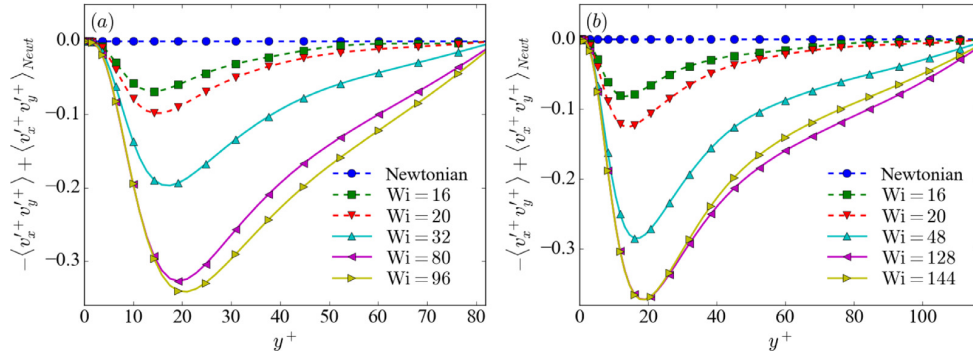 (a)
−⟨v′ₓ⁺v′ᵧ⁺⟩ + ⟨v′ₓ⁺v′ᵧ⁺⟩_Newt
0.0
−0.1
−0.2
−0.3
0 10 20 30 40 50 60 70 80
y⁺
Newtonian
Wi = 16
Wi = 20
Wi = 32
Wi = 80
Wi = 96
(b)
−⟨v′ₓ⁺v′ᵧ⁺⟩ + ⟨v′ₓ⁺v′ᵧ⁺⟩_Newt
0.0
−0.1
−0.2
−0.3
0 20 40 60 80 100
y⁺
Newtonian
Wi = 16
Wi = 20
Wi = 48
Wi = 128
Wi = 144